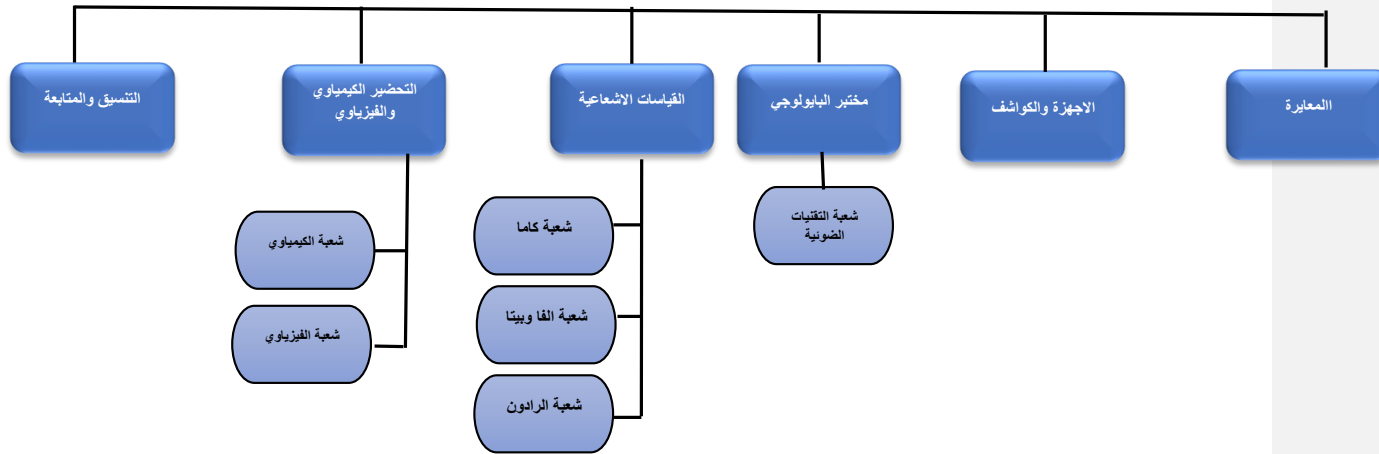 االمعايرة
الاجهزة والكواشف
مختبر البايولوجي
القياسات الاشعاعية
التحضير الكيمياوي
والفيزياوي
التنسيق والمتابعة
شعبة التقنيات
الضوئية
شعبة كاما
شعبة الفا وبيتا
شعبة الرادون
شعبة الكيمياوي
شعبة الفيزياوي